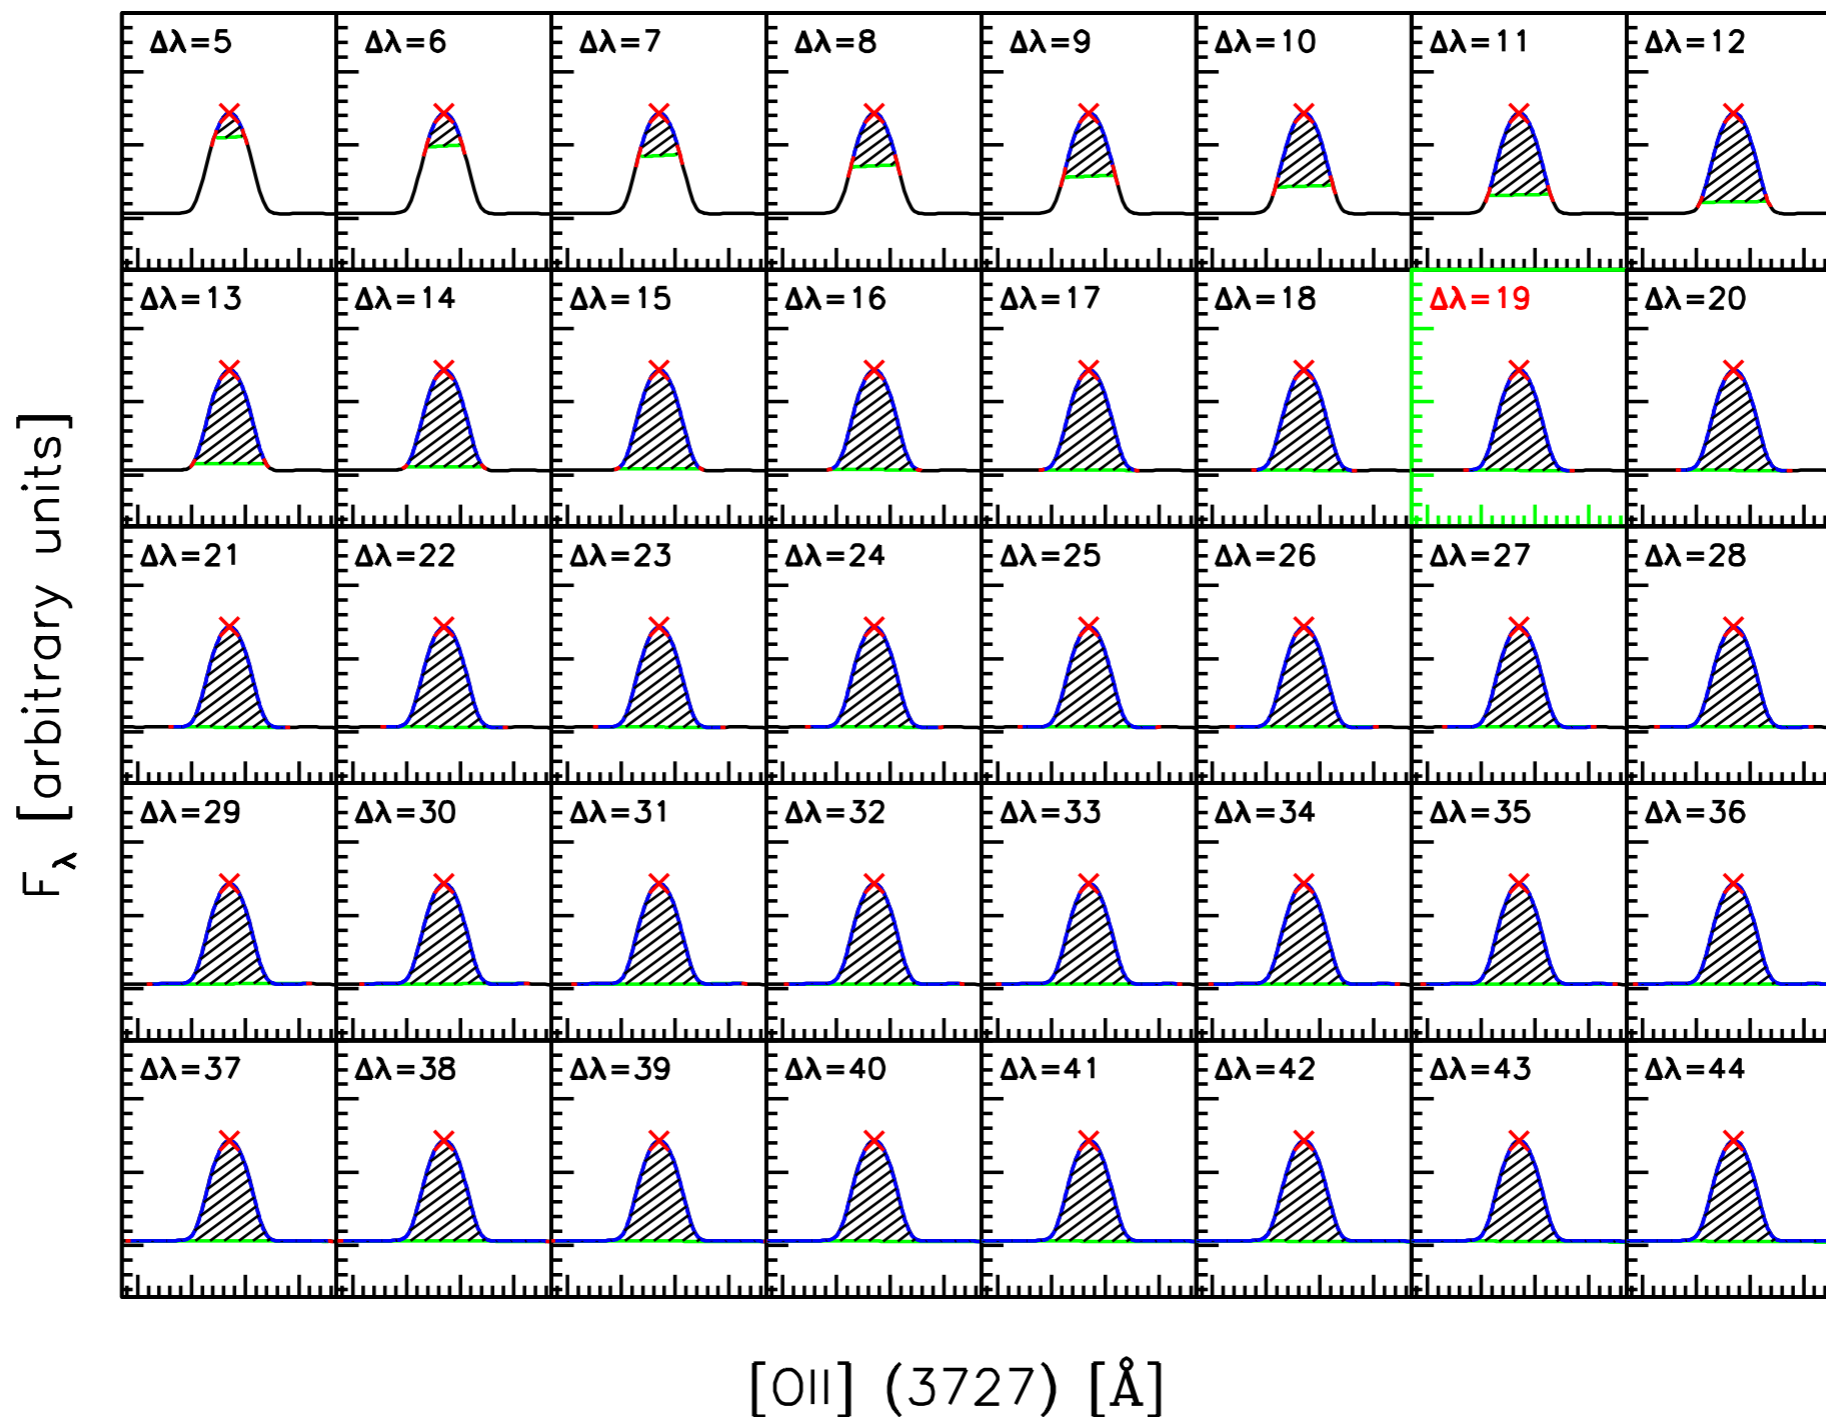 Δλ=5 Δλ=6 Δλ=7 Δλ=8 Δλ=9 Δλ=10 Δλ=11 Δλ=12
Δλ=13 Δλ=14 Δλ=15 Δλ=16 Δλ=17 Δλ=18 Δλ=19 Δλ=20
Δλ=21 Δλ=22 Δλ=23 Δλ=24 Δλ=25 Δλ=26 Δλ=27 Δλ=28
Δλ=29 Δλ=30 Δλ=31 Δλ=32 Δλ=33 Δλ=34 Δλ=35 Δλ=36
Δλ=37 Δλ=38 Δλ=39 Δλ=40 Δλ=41 Δλ=42 Δλ=43 Δλ=44
F_λ [arbitrary units]
[OII] (3727) [Å]